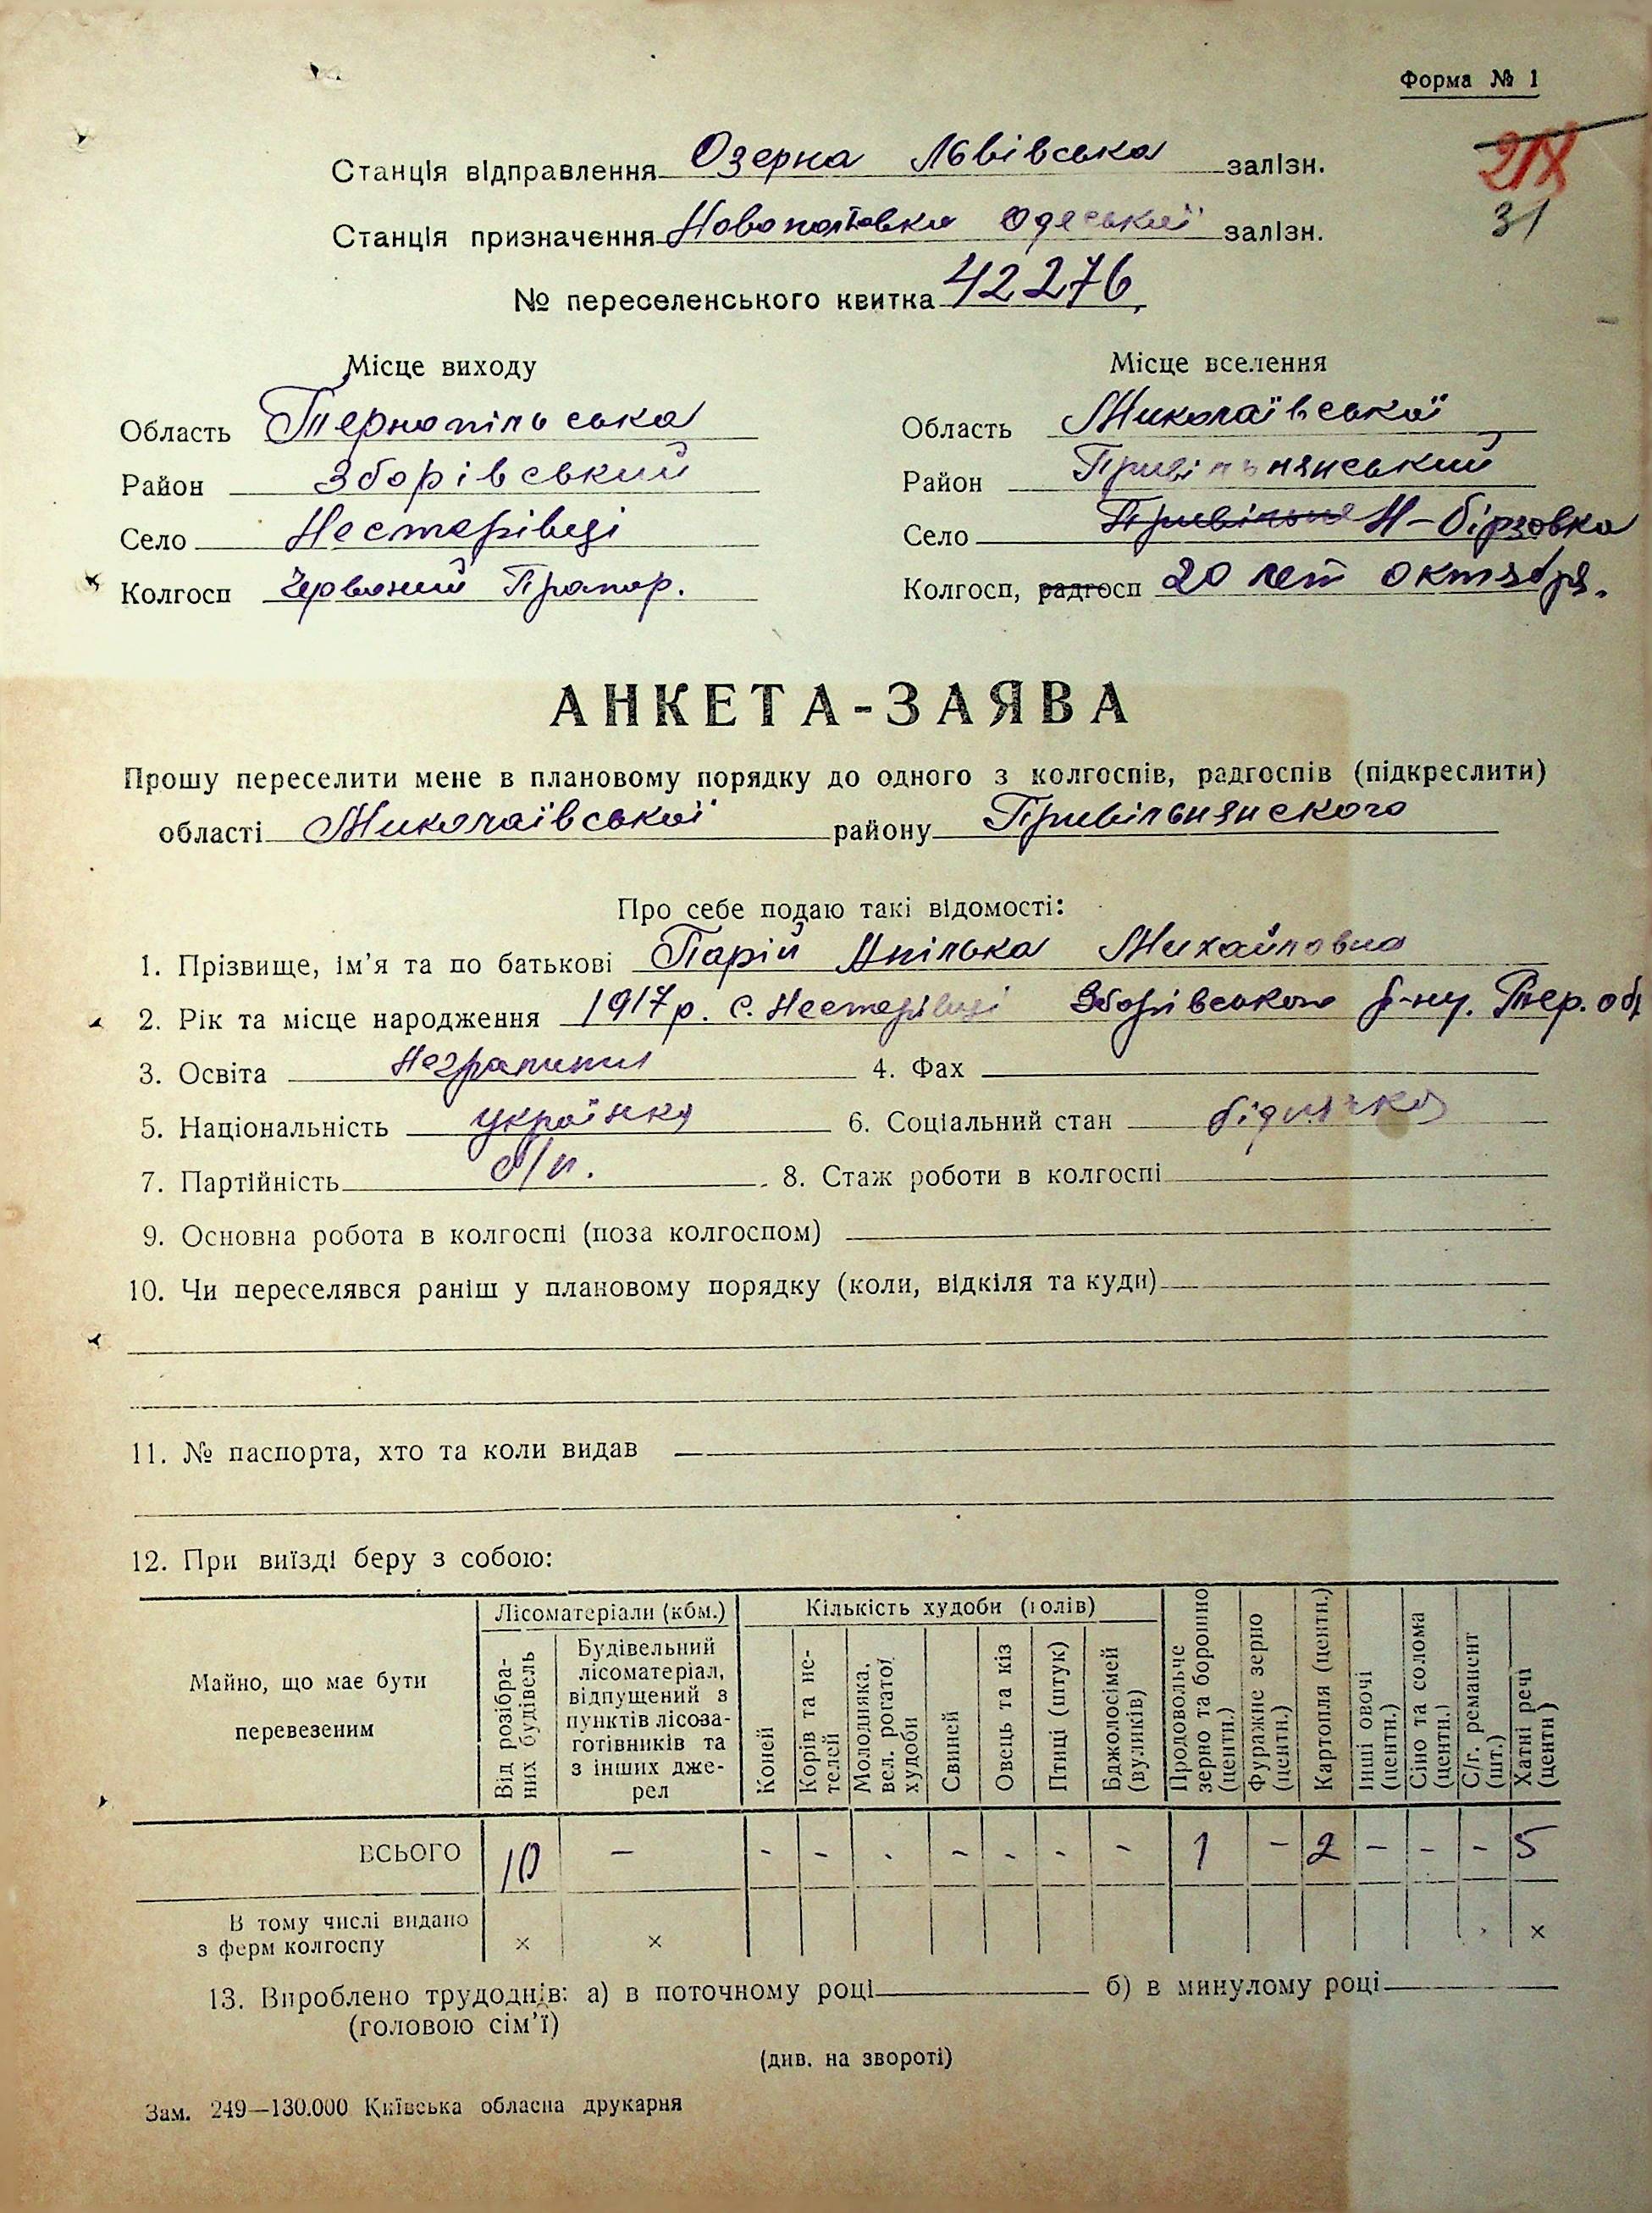 Форма № 1
31
Станція відправлення Озерна Львівська залізн.
Станція призначення Новополтовка Одеської залізн.
№ переселенського квитка 42276
Місце виходу
Область Тернопільська
Район Зборівський
Село Нестерівці
Колгосп Червоний Прапор.
Місце вселення
Область Миколаївської
Район Привільнянський
Село Привільне Н-бірзовка
Колгосп, радгосп 20 лет октября.
АНКЕТА-ЗАЯВА
Прошу переселити мене в плановому порядку до одного з колгоспів, радгоспів (підкреслити)
області Миколаївської району Привільнянского
Про себе подаю такі відомості:
1. Прізвище, ім’я та по батькові Парій Анілька Михайловна
2. Рік та місце народження 1917 р. с. Нестерівці Зборівського р-ну. Тер. об
3. Освіта Неграмотна 4. Фах
5. Національність українка 6. Соціальний стан біднячка
7. Партійність б/п. 8. Стаж роботи в колгоспі
9. Основна робота в колгоспі (поза колгоспом)
10. Чи переселявся раніш у плановому порядку (коли, відкіля та куди)
11. № паспорта, хто та коли видав
12. При виїзді беру з собою:
Майно, що має бути перевезеним
Лісоматеріали (кбм.)
Від розібраних будівель
Будівельний лісоматеріал, відпущений з пунктів лісозаготівників та з інших джерел
Кількість худоби (голів)
Коней
Корів та нетелей
Молодняка, вел. рогатої худоби
Свиней
Овець та кіз
Птиці (штук)
Бджолосімей (вуликів)
Продовольче зерно та борошно (центн.)
Фуражне зерно (центн.)
Картопля (центн.)
Інші овочі (центн.)
Сіно та солома (центн.)
С/г. реманент (шт.)
Хатні речі (центн)
ВСЬОГО 10 – - - - - - - - 1 - 2 - - - 5
В тому числі видано з ферм колгоспу × × ×
13. Вироблено трудоднів: а) в поточному році б) в минулому році
(головою сім’ї)
(див. на звороті)
Зам. 249—130.000 Київська обласна друкарня